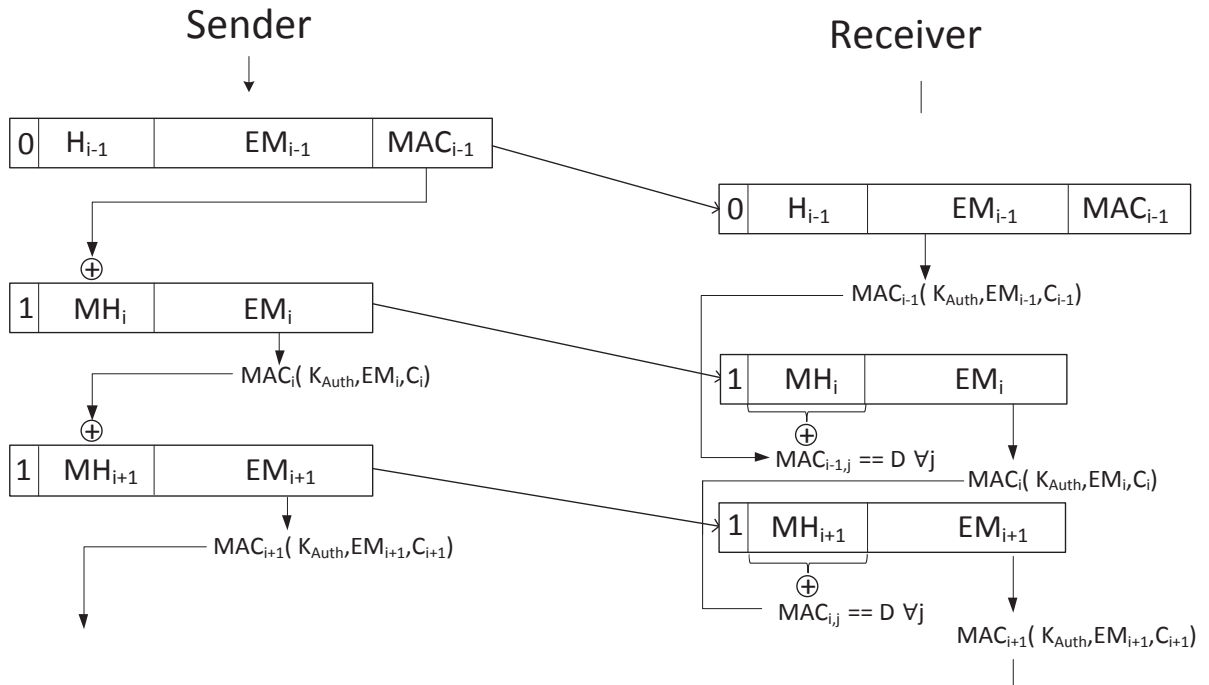 Sender
Receiver
0 H_{i-1} EM_{i-1} MAC_{i-1}
0 H_{i-1} EM_{i-1} MAC_{i-1}
⊕
1 MH_i EM_i
MAC_{i-1}( K_{Auth},EM_{i-1},C_{i-1})
MAC_i( K_{Auth},EM_i,C_i)
1 MH_i EM_i
⊕
⊕
1 MH_{i+1} EM_{i+1}
MAC_{i-1,j} == D ∀j
MAC_i( K_{Auth},EM_i,C_i)
1 MH_{i+1} EM_{i+1}
MAC_{i+1}( K_{Auth},EM_{i+1},C_{i+1})
⊕
MAC_{i,j} == D ∀j
MAC_{i+1}( K_{Auth},EM_{i+1},C_{i+1})